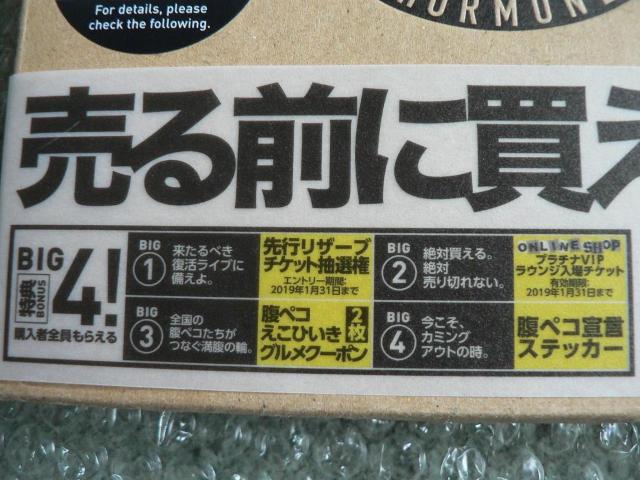 For details, please
check the following.
HORMONE
売る前に買え
BIG
4!
特典
BONUS
購入者全員もらえる
BIG
1
来たるべき
復活ライブに
備えよ。
先行リザーブ
チケット抽選権
エントリー期間:
2019年1月31日まで
BIG
2
絶対買える。
絶対
売り切れない。
ONLINE SHOP
プラチナVIP
ラウンジ入場チケット
有効期限:
2019年1月31日まで
BIG
3
全国の
腹ペコたちが
つなぐ満腹の輪。
腹ペコ
えこひいき
グルメクーポン
2枚
BIG
4
今こそ、
カミング
アウトの時。
腹ペコ宣言
ステッカー